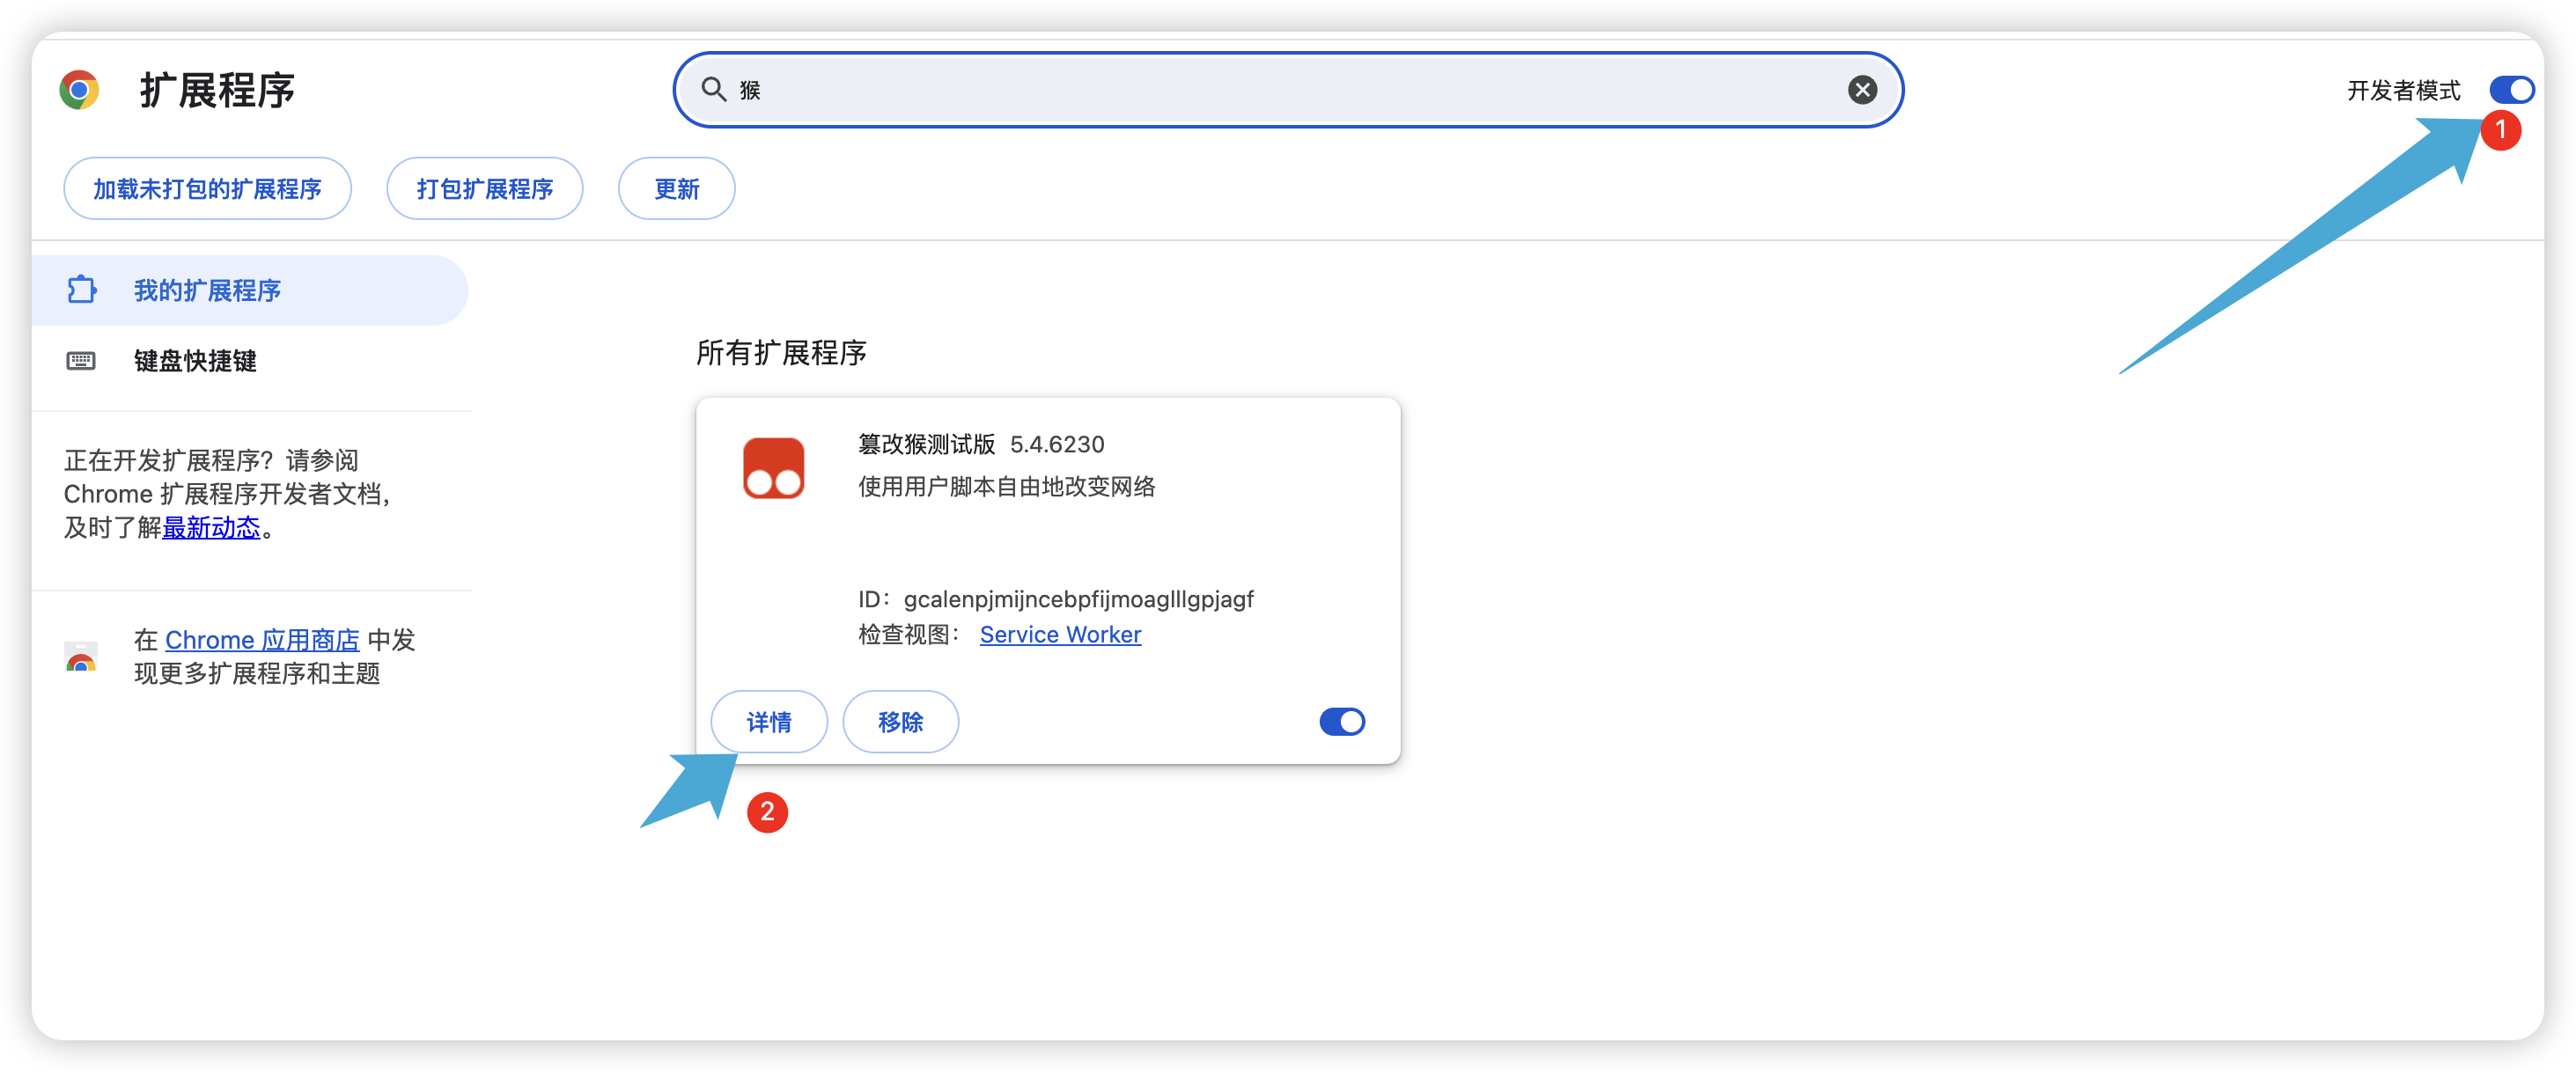 扩展程序
猴
开发者模式
1
加载未打包的扩展程序
打包扩展程序
更新
我的扩展程序
键盘快捷键
正在开发扩展程序？请参阅
Chrome 扩展程序开发者文档，
及时了解最新动态。
在 Chrome 应用商店 中发
现更多扩展程序和主题
所有扩展程序
篡改猴测试版 5.4.6230
使用用户脚本自由地改变网络
ID：gcalenpjmijncebpfijmoaglllgpjagf
检查视图： Service Worker
详情
移除
2